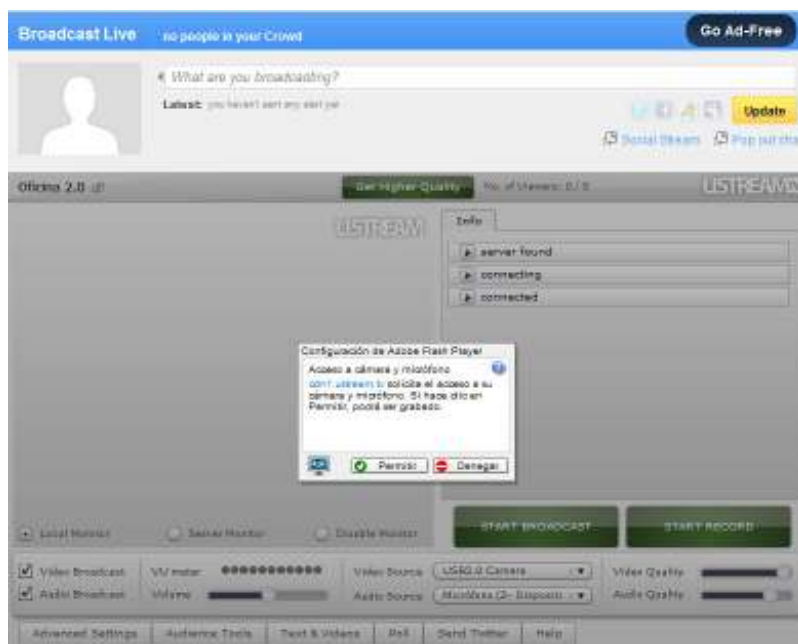 Broadcast Live no people in your Crowd Go Ad-Free
What are you broadcasting?
Latest: you haven't sent any alert yet
Update
Social Stream Pop out cha
Oficina 2.0 Get Higher Quality No. of Viewers: 0 / 0 USTREAM
USTREAM Info
server found
connecting
connected
Configuración de Adobe Flash Player
Acceso a cámara y micrófono
solicita el acceso a su
cámara y micrófono. Si hace clic en
Permitir, podrá ser grabado.
Permitir Denegar
START BROADCAST START RECORD
Local Monitor Server Monitor Disable Monitor
Video Broadcast VU meter Video Source USB2.0 Camera Video Quality
Audio Broadcast Volume Audio Source Micrófono (2- Dispositi Audio Quality
Advanced Settings Audience Tools Text & Videos Poll Send Twitter Help